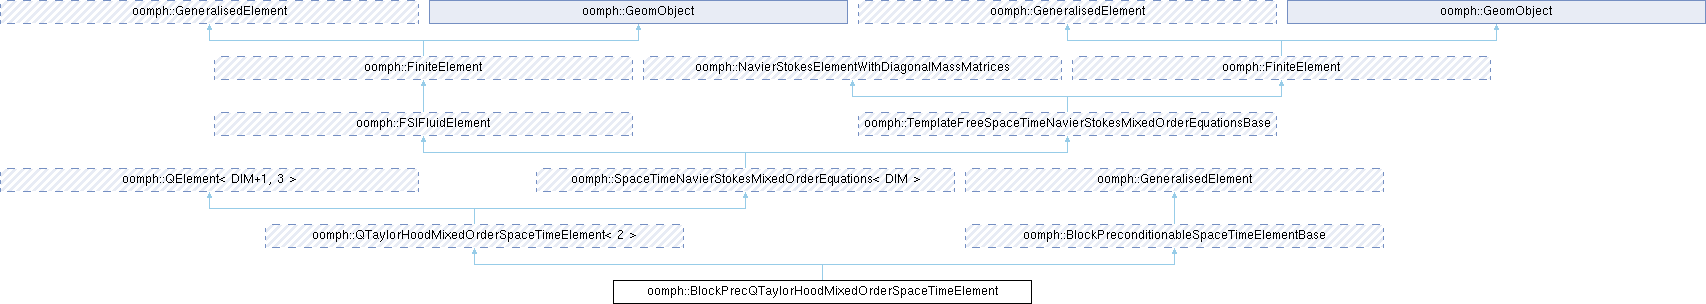 oomph::GeneralisedElement
oomph::GeomObject
oomph::GeneralisedElement
oomph::GeomObject
oomph::FiniteElement
oomph::NavierStokesElementWithDiagonalMassMatrices
oomph::FiniteElement
oomph::FSIFluidElement
oomph::TemplateFreeSpaceTimeNavierStokesMixedOrderEquationsBase
oomph::QElement< DIM+1, 3 >
oomph::SpaceTimeNavierStokesMixedOrderEquations< DIM >
oomph::GeneralisedElement
oomph::QTaylorHoodMixedOrderSpaceTimeElement< 2 >
oomph::BlockPreconditionableSpaceTimeElementBase
oomph::BlockPrecQTaylorHoodMixedOrderSpaceTimeElement